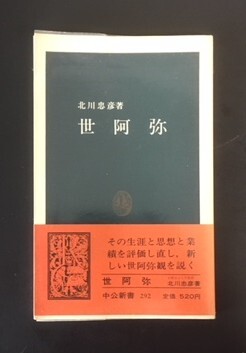 北川忠彦著
世阿弥
その生涯と思想と業
績を評価し直し、新
しい世阿弥観を説く
世阿弥
北川忠彦著
中公新書 292
定価 520円